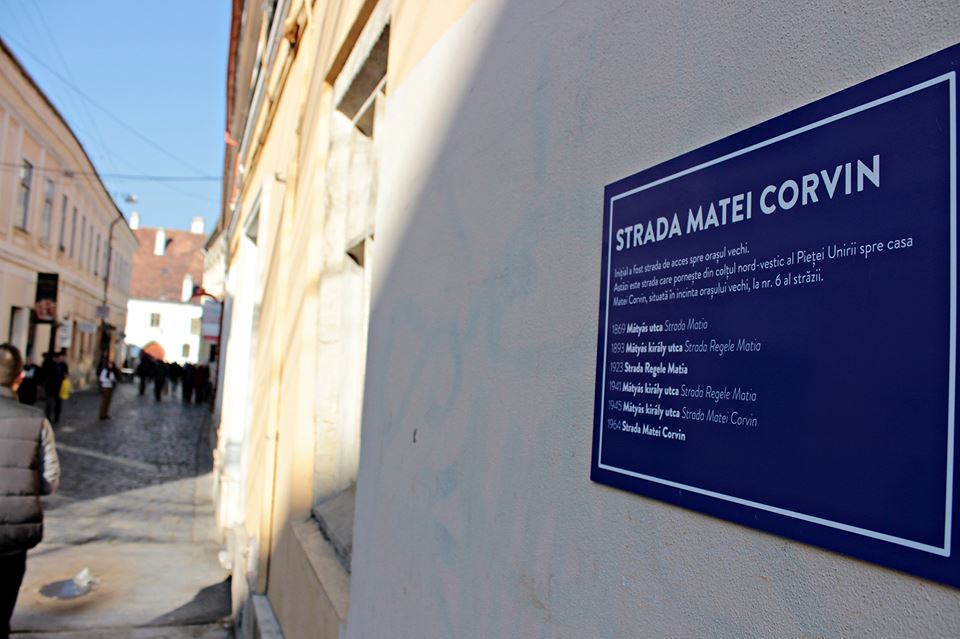 STRADA MATEI CORVIN
Inițial a fost strada de acces spre orașul vechi.
Astăzi este strada care pornește din colțul nord-vestic al Pieței Unirii spre casa
Matei Corvin, situată în incinta orașului vechi, la nr. 6 al străzii.
1869 Mátyás utca Strada Matia
1893 Mátyás király utca Strada Regele Matia
1923 Strada Regele Matia
1941 Mátyás király utca Strada Regele Matia
1945 Mátyás király utca Strada Matei Corvin
1964 Strada Matei Corvin